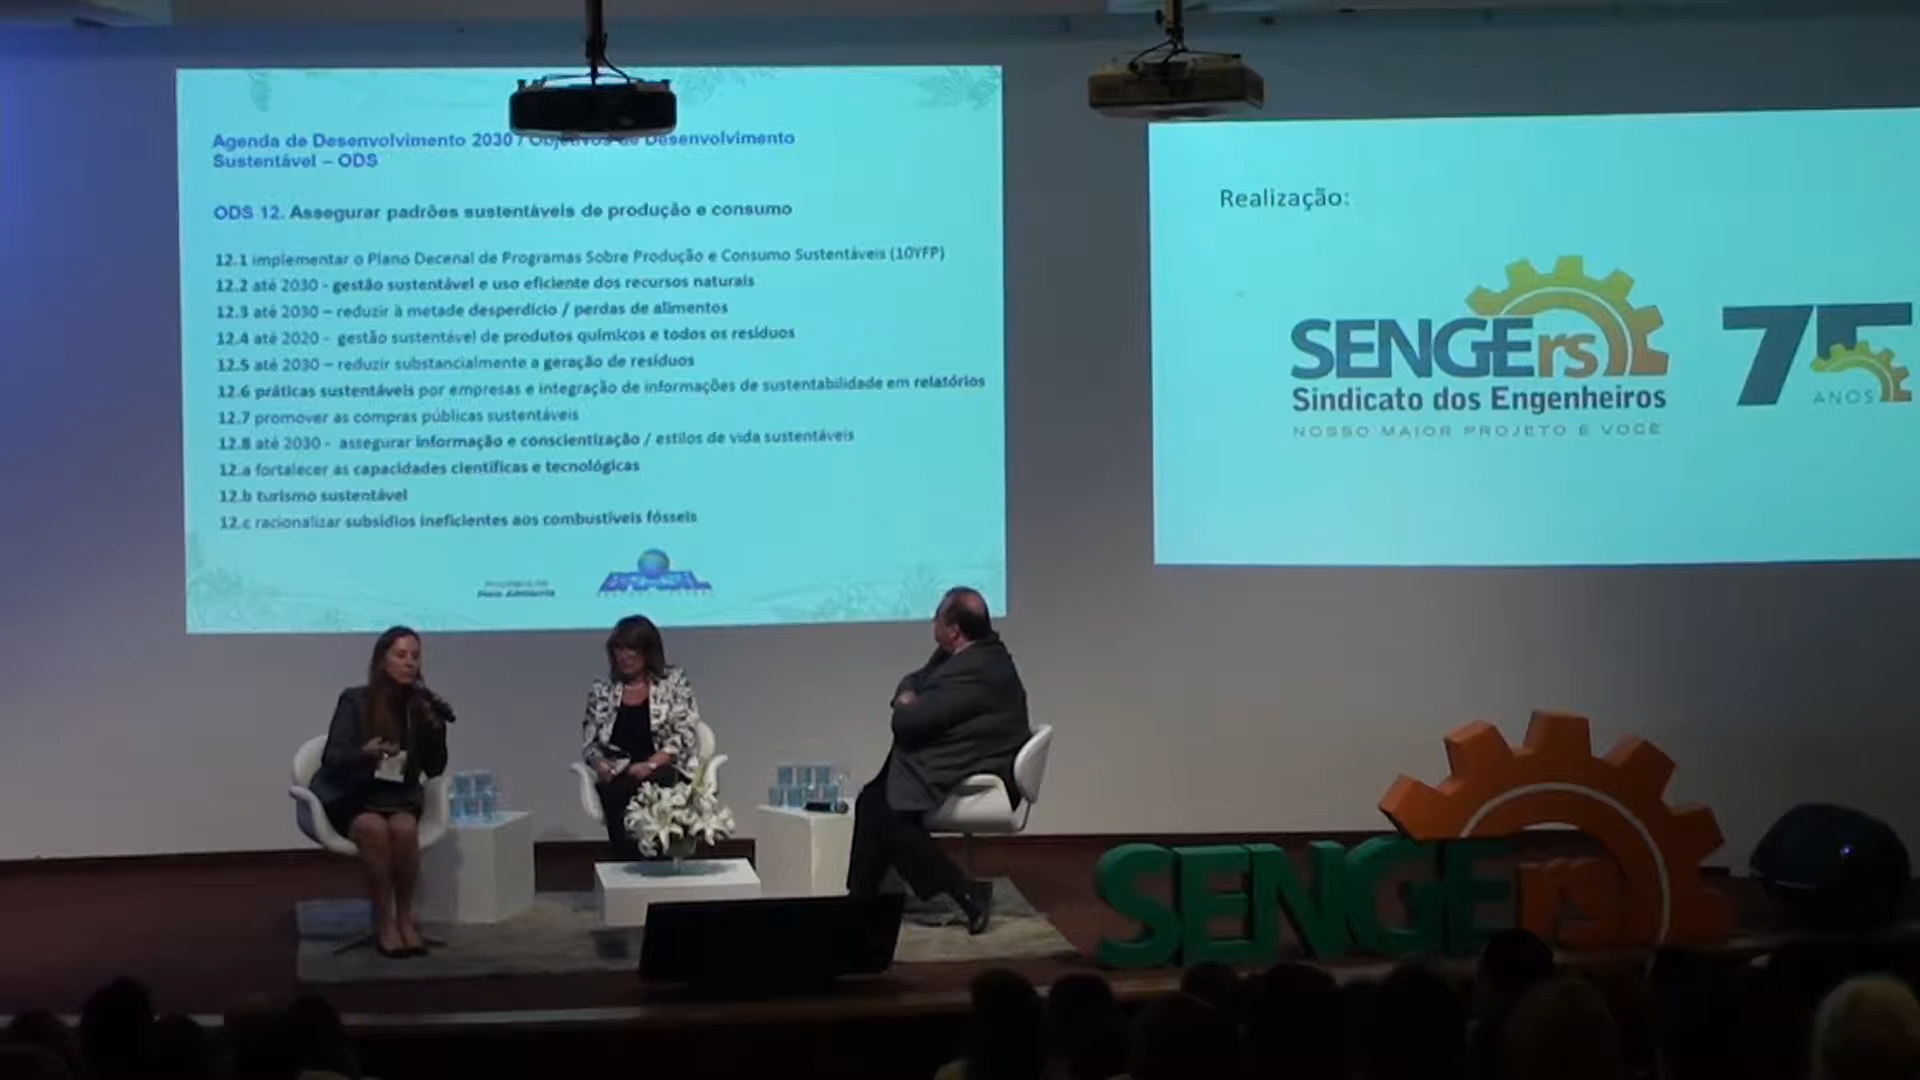 Agenda de Desenvolvimento 2030 / Objetivos de Desenvolvimento
Sustentável – ODS
ODS 12. Assegurar padrões sustentáveis de produção e consumo
12.1 implementar o Plano Decenal de Programas Sobre Produção e Consumo Sustentáveis (10YFP)
12.2 até 2030 - gestão sustentável e uso eficiente dos recursos naturais
12.3 até 2030 – reduzir à metade desperdício / perdas de alimentos
12.4 até 2020 - gestão sustentável de produtos químicos e todos os resíduos
12.5 até 2030 – reduzir substancialmente a geração de resíduos
12.6 práticas sustentáveis por empresas e integração de informações de sustentabilidade em relatórios
12.7 promover as compras públicas sustentáveis
12.8 até 2030 - assegurar informação e conscientização / estilos de vida sustentáveis
12.a fortalecer as capacidades científicas e tecnológicas
12.b turismo sustentável
12.c racionalizar subsídios ineficientes aos combustíveis fósseis
Meio Ambiente
BRASIL
Realização:
SENGErs
Sindicato dos Engenheiros
NOSSO MAIOR PROJETO É VOCÊ
75
ANOS
SENGErs